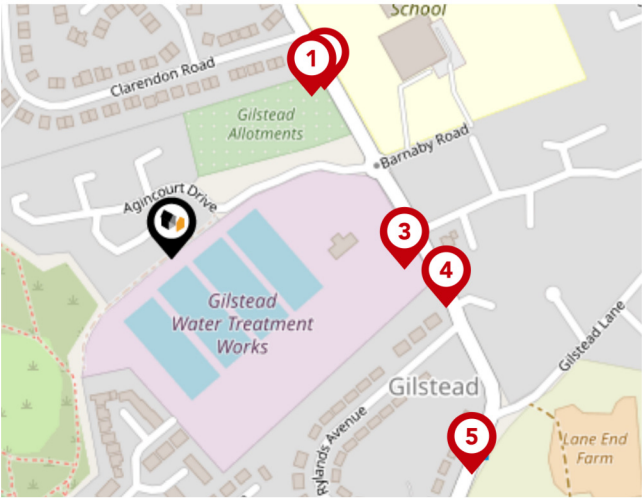 School
1
Clarendon Road
Gilstead
Allotments
Barnaby Road
Agincourt Drive
3
4
Gilstead
Water Treatment
Works
Gilstead Lane
Gilstead
Rylands Avenue
5
Lane End
Farm